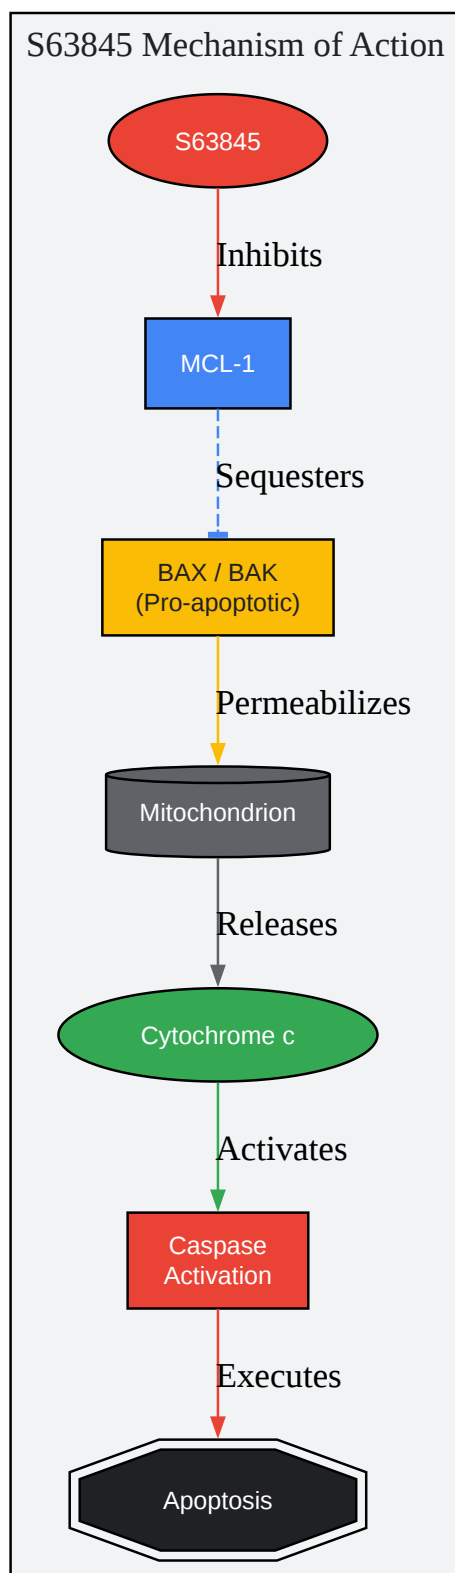 S63845 Mechanism of Action
S63845
Inhibits
MCL-1
Sequesters
BAX / BAK
(Pro-apoptotic)
Permeabilizes
Mitochondrion
Releases
Cytochrome c
Activates
Caspase
Activation
Executes
Apoptosis